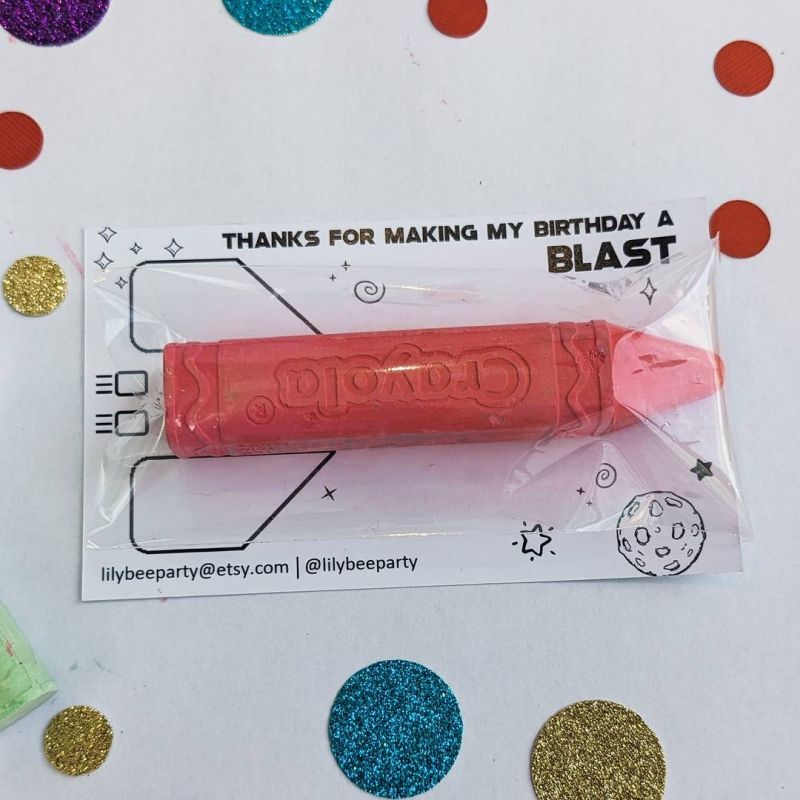 THANKS FOR MAKING MY BIRTHDAY A
BLAST
Crayola®
lilybeeparty@etsy.com | @lilybeeparty